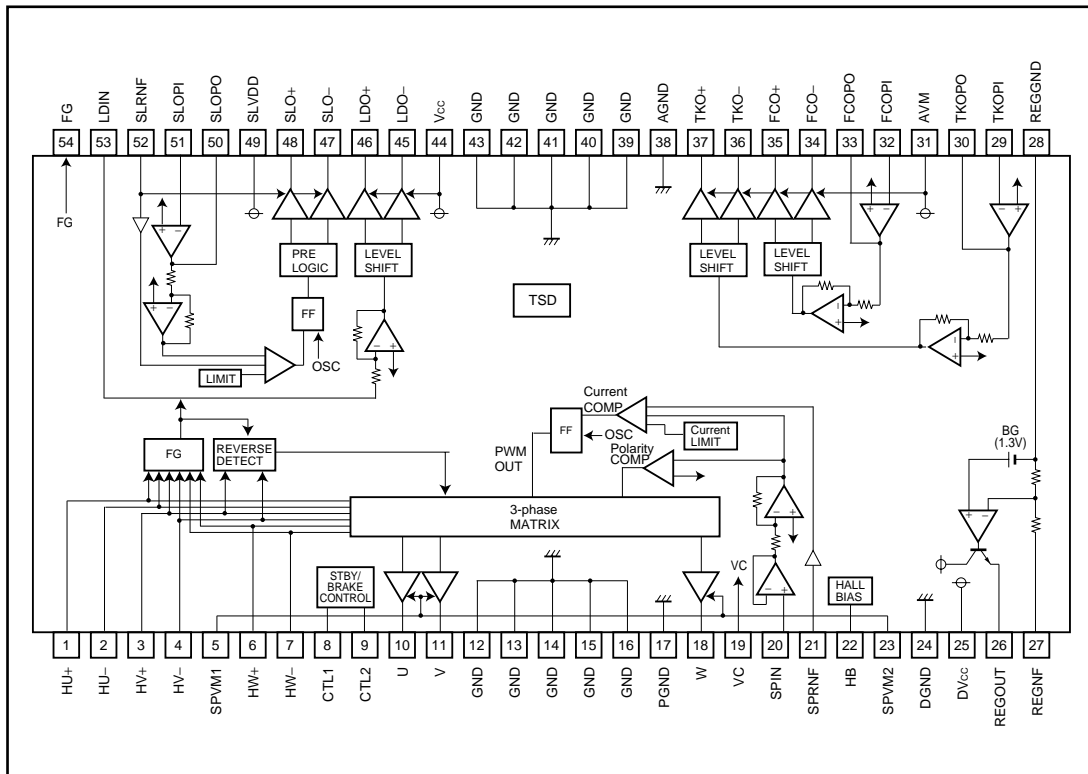 FG
LDIN
SLRNF
SLOPI
SLOPO
SLVDD
SLO+
SLO−
LDO+
LDO−
Vcc
GND
GND
GND
GND
GND
AGND
TKO+
TKO−
FCO+
FCO−
FCOPO
FCOPI
AVM
TKOPO
TKOPI
REGGND
54 53 52 51 50 49 48 47 46 45 44 43 42 41 40 39 38 37 36 35 34 33 32 31 30 29 28
FG
+ −
PRE
LOGIC
LEVEL
SHIFT
LEVEL
SHIFT
LEVEL
SHIFT
+ −
+ −
TSD
+ −
FF
OSC
− +
− +
− +
LIMIT
Current
COMP
FF
OSC
Current
LIMIT
Polarity
COMP
PWM
OUT
BG
(1.3V)
FG
REVERSE
DETECT
+ −
− +
3-phase
MATRIX
− +
STBY/
BRAKE
CONTROL
VC
HALL
BIAS
1 2 3 4 5 6 7 8 9 10 11 12 13 14 15 16 17 18 19 20 21 22 23 24 25 26 27
HU+
HU−
HV+
HV−
SPVM1
HW+
HW−
CTL1
CTL2
U
V
GND
GND
GND
GND
GND
PGND
W
VC
SPIN
SPRNF
HB
SPVM2
DGND
DVcc
REGOUT
REGNF